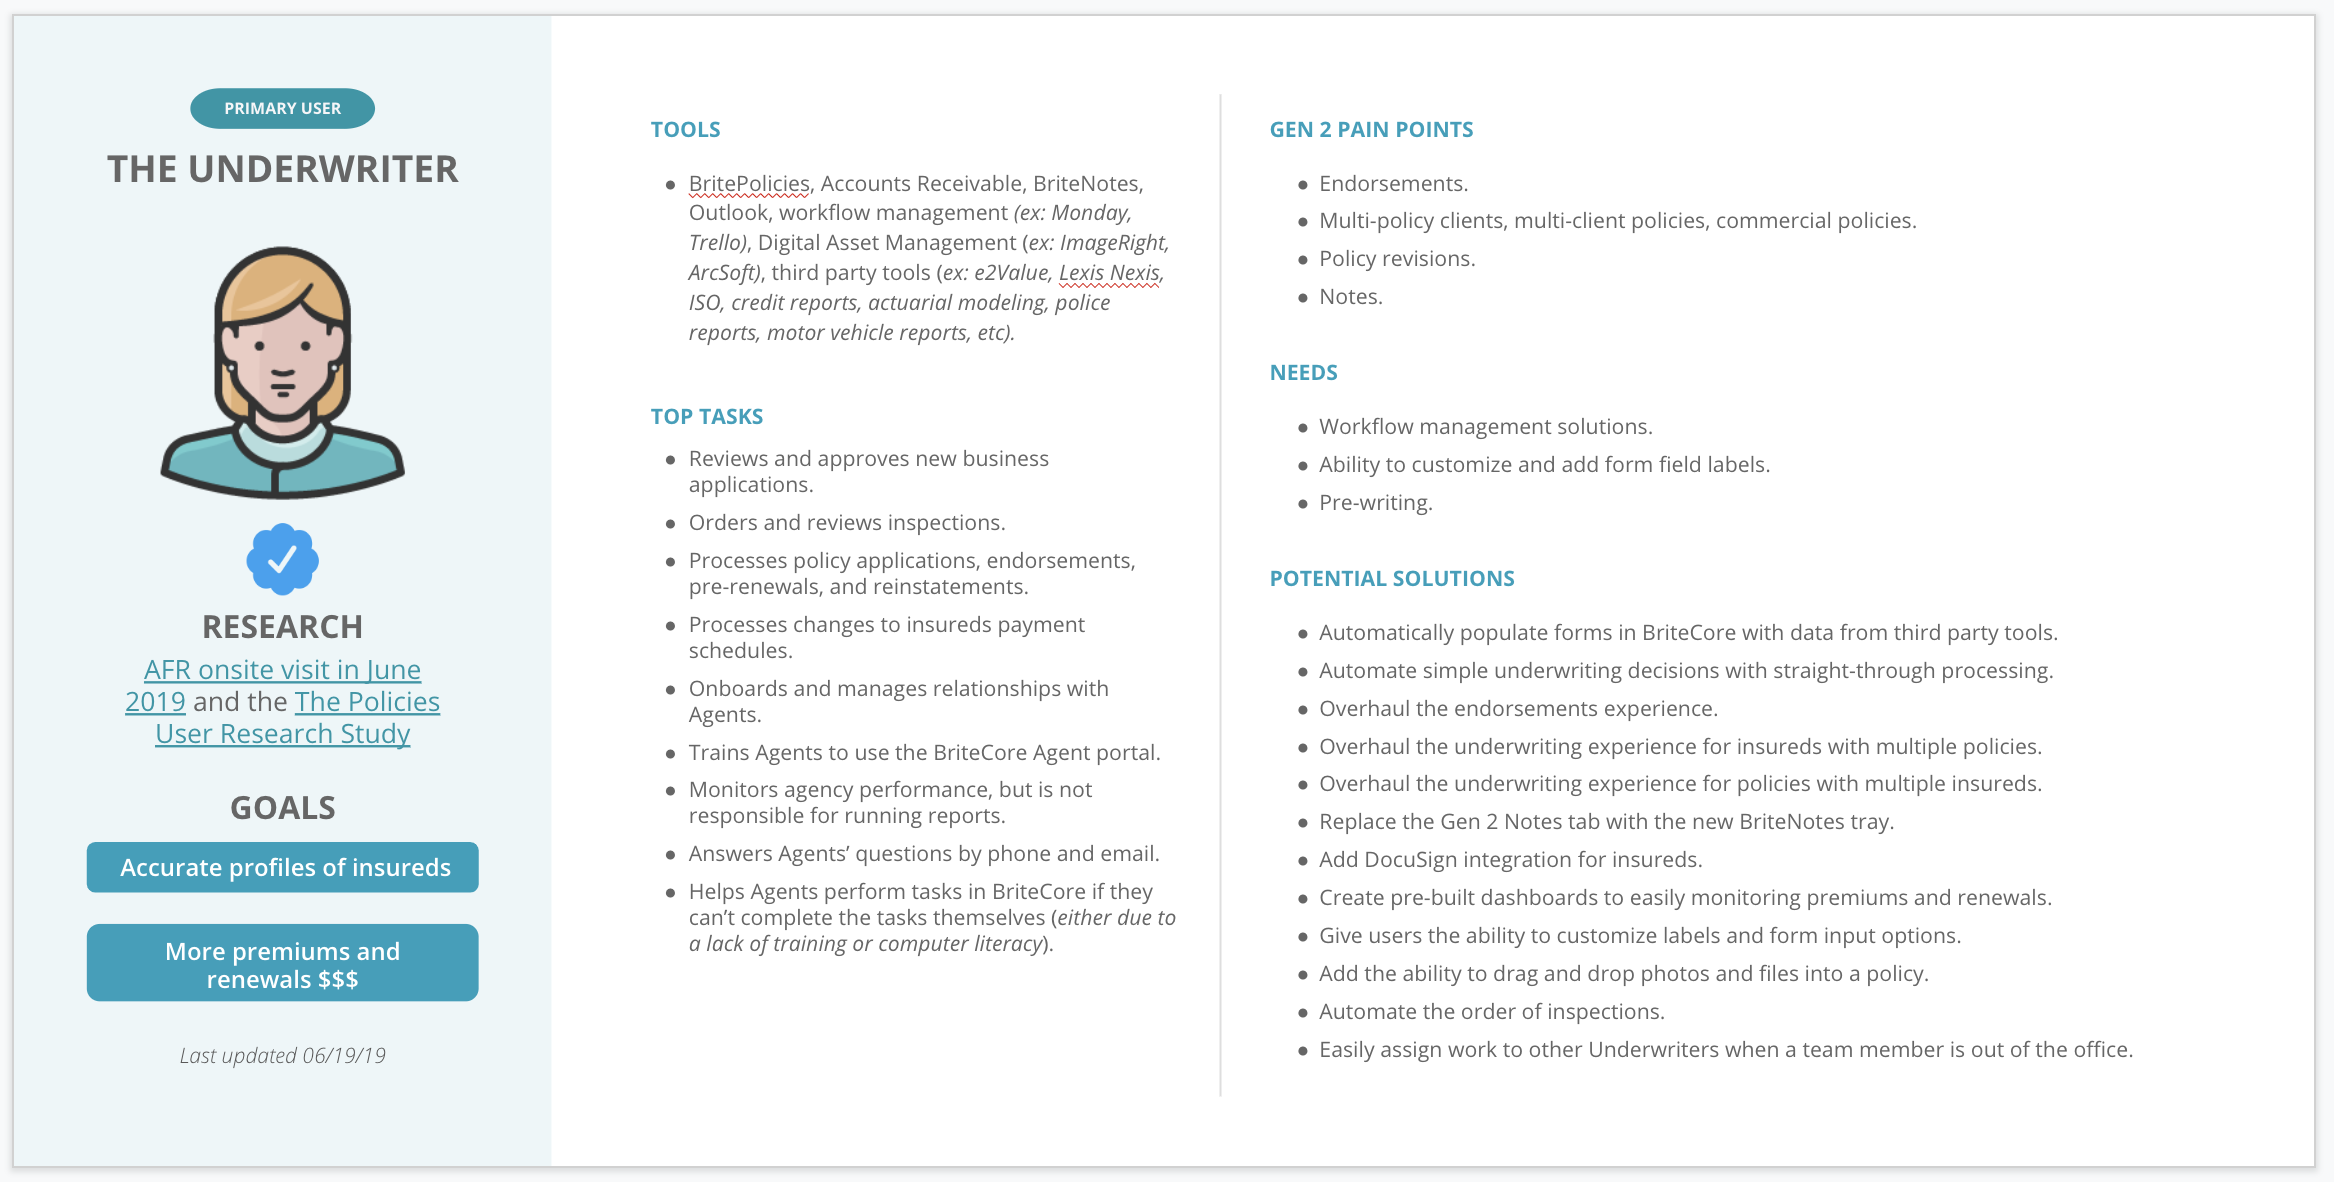 PRIMARY USER
THE UNDERWRITER
RESEARCH
AFR onsite visit in June
2019 and the The Policies
User Research Study
GOALS
Accurate profiles of insureds
More premiums and
renewals $$$
Last updated 06/19/19
TOOLS
● BritePolicies, Accounts Receivable, BriteNotes,
Outlook, workflow management (ex: Monday,
Trello), Digital Asset Management (ex: ImageRight,
ArcSoft), third party tools (ex: e2Value, Lexis Nexis,
ISO, credit reports, actuarial modeling, police
reports, motor vehicle reports, etc).
TOP TASKS
● Reviews and approves new business
applications.
● Orders and reviews inspections.
● Processes policy applications, endorsements,
pre-renewals, and reinstatements.
● Processes changes to insureds payment
schedules.
● Onboards and manages relationships with
Agents.
● Trains Agents to use the BriteCore Agent portal.
● Monitors agency performance, but is not
responsible for running reports.
● Answers Agents’ questions by phone and email.
● Helps Agents perform tasks in BriteCore if they
can’t complete the tasks themselves (either due to
a lack of training or computer literacy).
GEN 2 PAIN POINTS
● Endorsements.
● Multi-policy clients, multi-client policies, commercial policies.
● Policy revisions.
● Notes.
NEEDS
● Workflow management solutions.
● Ability to customize and add form field labels.
● Pre-writing.
POTENTIAL SOLUTIONS
● Automatically populate forms in BriteCore with data from third party tools.
● Automate simple underwriting decisions with straight-through processing.
● Overhaul the endorsements experience.
● Overhaul the underwriting experience for insureds with multiple policies.
● Overhaul the underwriting experience for policies with multiple insureds.
● Replace the Gen 2 Notes tab with the new BriteNotes tray.
● Add DocuSign integration for insureds.
● Create pre-built dashboards to easily monitoring premiums and renewals.
● Give users the ability to customize labels and form input options.
● Add the ability to drag and drop photos and files into a policy.
● Automate the order of inspections.
● Easily assign work to other Underwriters when a team member is out of the office.